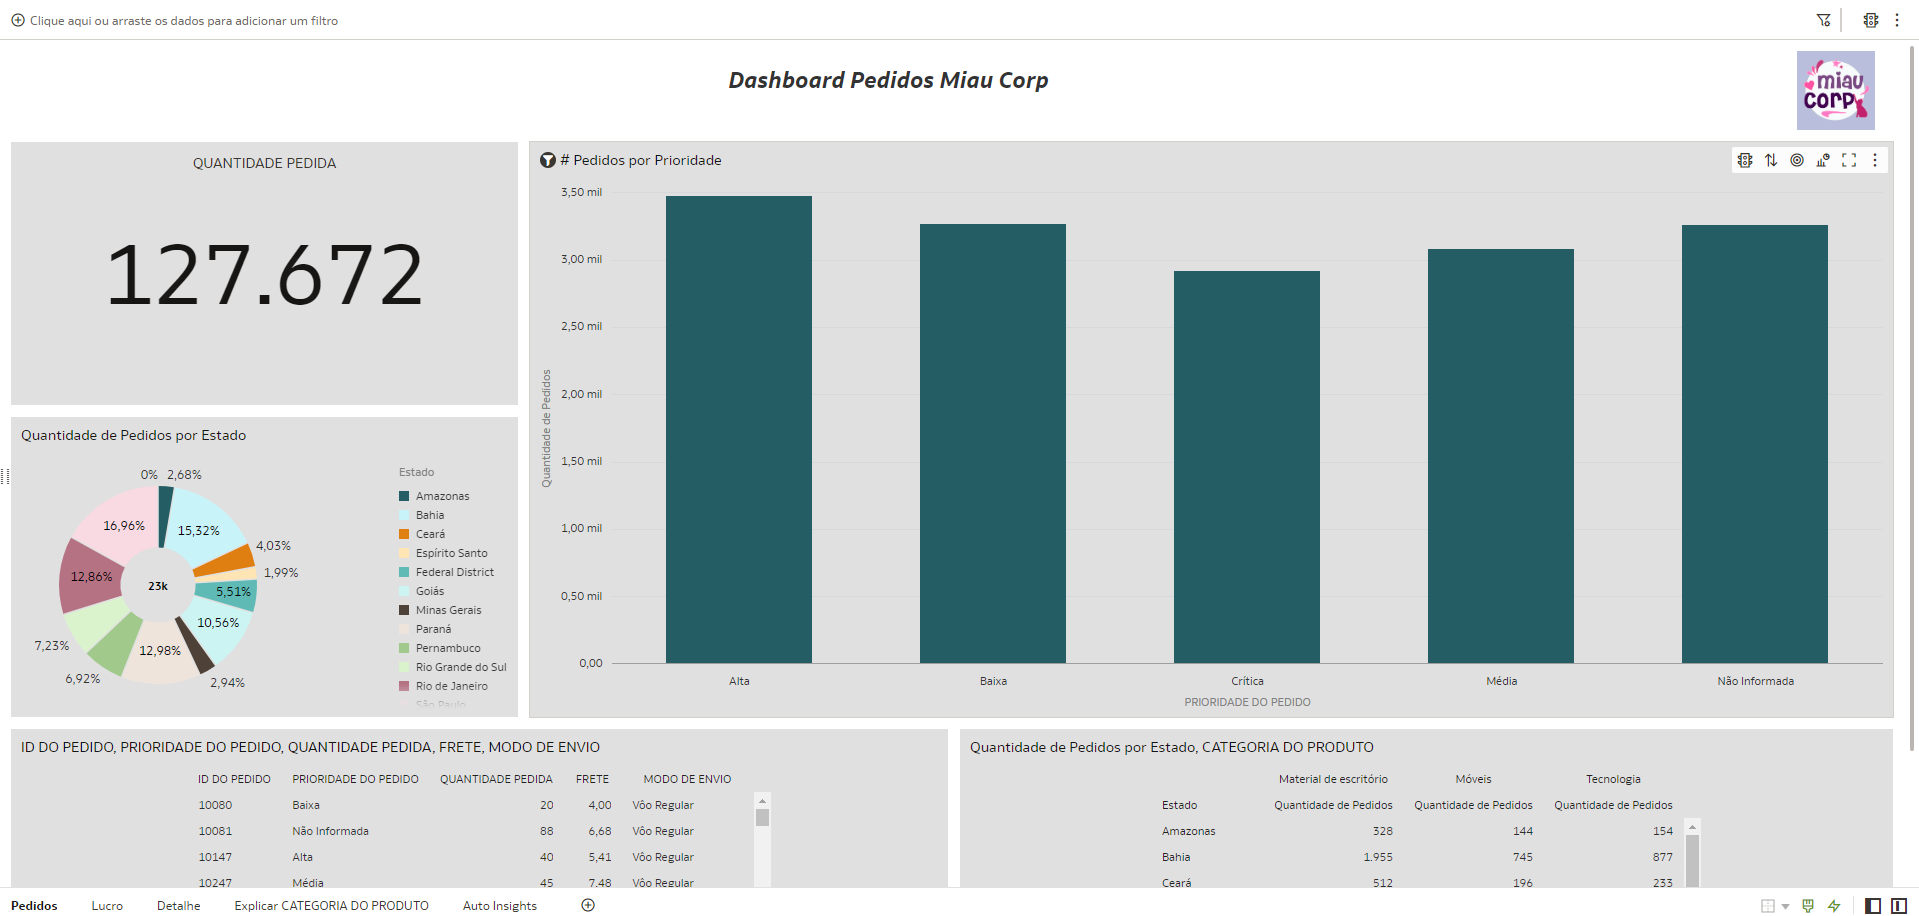 Clique aqui ou arraste os dados para adicionar um filtro
Dashboard Pedidos Miau Corp
miau
corp
QUANTIDADE PEDIDA
127.672
# Pedidos por Prioridade
3,50 mil
3,00 mil
2,50 mil
2,00 mil
1,50 mil
1,00 mil
0,50 mil
0,00
Quantidade de Pedidos
Alta Baixa Crítica Média Não Informada
PRIORIDADE DO PEDIDO
Quantidade de Pedidos por Estado
0% 2,68%
15,32%
4,03%
1,99%
5,51%
10,56%
2,94%
12,98%
6,92%
7,23%
12,86%
16,96%
23k
Estado
Amazonas
Bahia
Ceará
Espírito Santo
Federal District
Goiás
Minas Gerais
Paraná
Pernambuco
Rio Grande do Sul
Rio de Janeiro
São Paulo
ID DO PEDIDO, PRIORIDADE DO PEDIDO, QUANTIDADE PEDIDA, FRETE, MODO DE ENVIO
ID DO PEDIDO PRIORIDADE DO PEDIDO QUANTIDADE PEDIDA FRETE MODO DE ENVIO
10080 Baixa 20 4,00 Vôo Regular
10081 Não Informada 88 6,68 Vôo Regular
10147 Alta 40 5,41 Vôo Regular
10247 Média 45 7,48 Vôo Regular
Quantidade de Pedidos por Estado, CATEGORIA DO PRODUTO
Material de escritório Móveis Tecnologia
Estado Quantidade de Pedidos Quantidade de Pedidos Quantidade de Pedidos
Amazonas 328 144 154
Bahia 1.955 745 877
Ceará 512 196 233
Pedidos Lucro Detalhe Explicar CATEGORIA DO PRODUTO Auto Insights